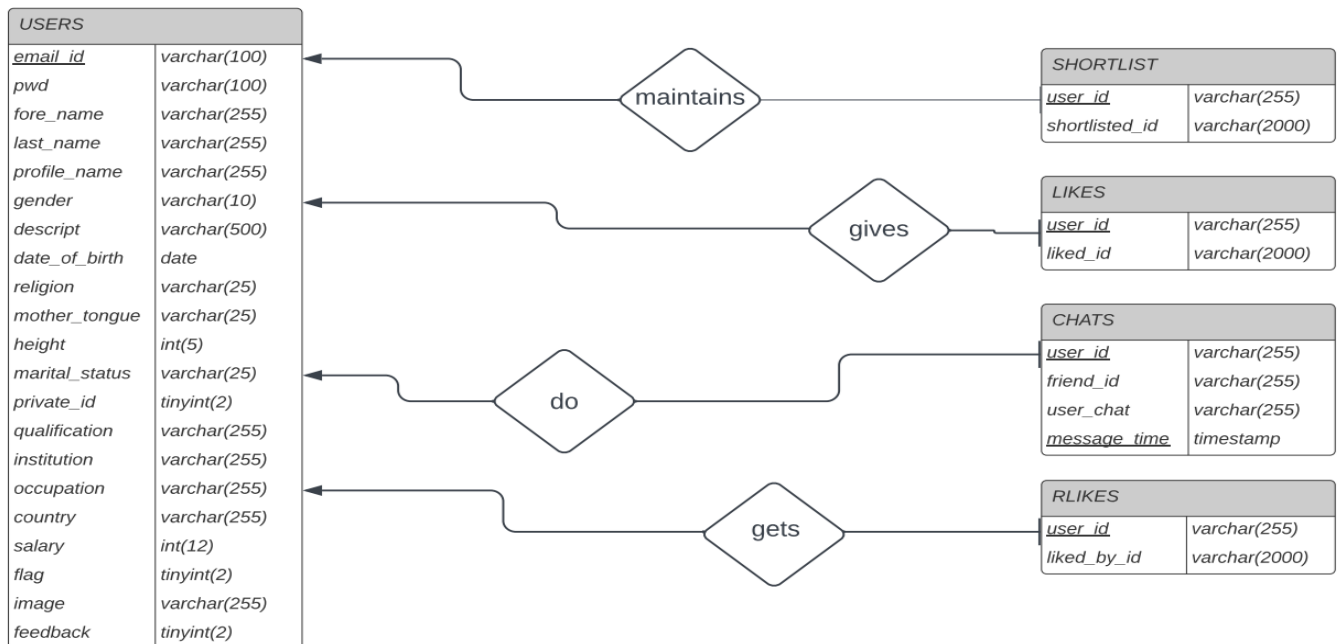 USERS
email_id varchar(100)
pwd varchar(100)
fore_name varchar(255)
last_name varchar(255)
profile_name varchar(255)
gender varchar(10)
descript varchar(500)
date_of_birth date
religion varchar(25)
mother_tongue varchar(25)
height int(5)
marital_status varchar(25)
private_id tinyint(2)
qualification varchar(255)
institution varchar(255)
occupation varchar(255)
country varchar(255)
salary int(12)
flag tinyint(2)
image varchar(255)
feedback tinyint(2)
maintains
gives
do
gets
SHORTLIST
user_id varchar(255)
shortlisted_id varchar(2000)
LIKES
user_id varchar(255)
liked_id varchar(2000)
CHATS
user_id varchar(255)
friend_id varchar(255)
user_chat varchar(255)
message_time timestamp
RLIKES
user_id varchar(255)
liked_by_id varchar(2000)